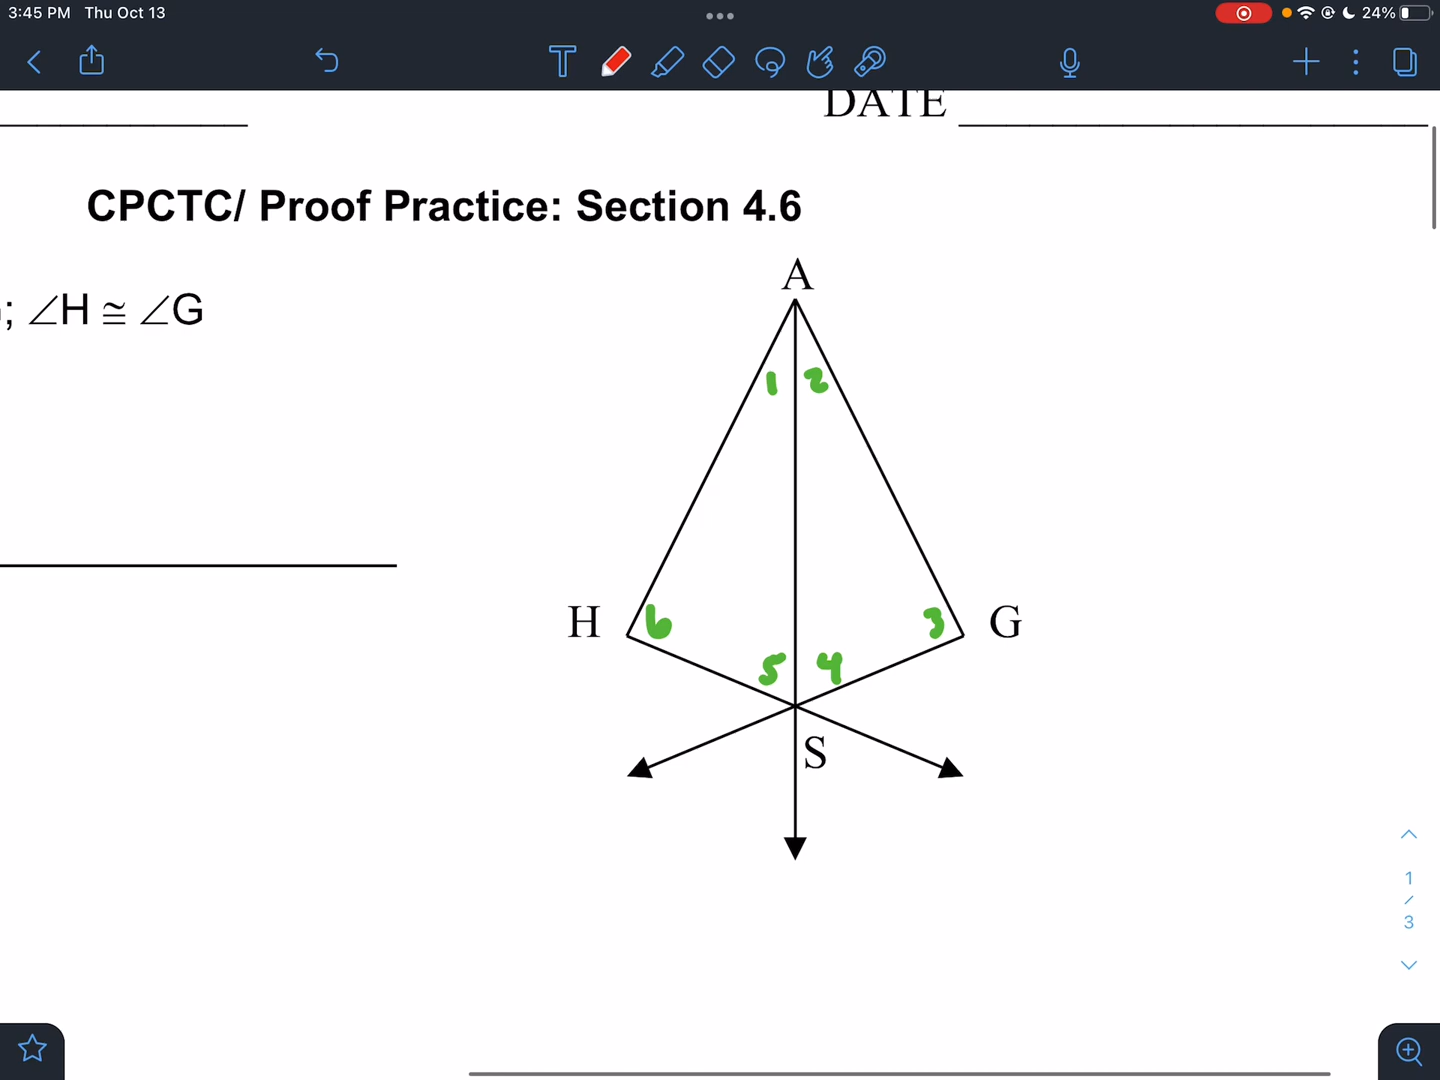 3:45 PM Thu Oct 13
24%
DATE
CPCTC/ Proof Practice: Section 4.6
; ∠H ≅ ∠G
A
1 2
H 6 3 G
5 4
S
1
/
3